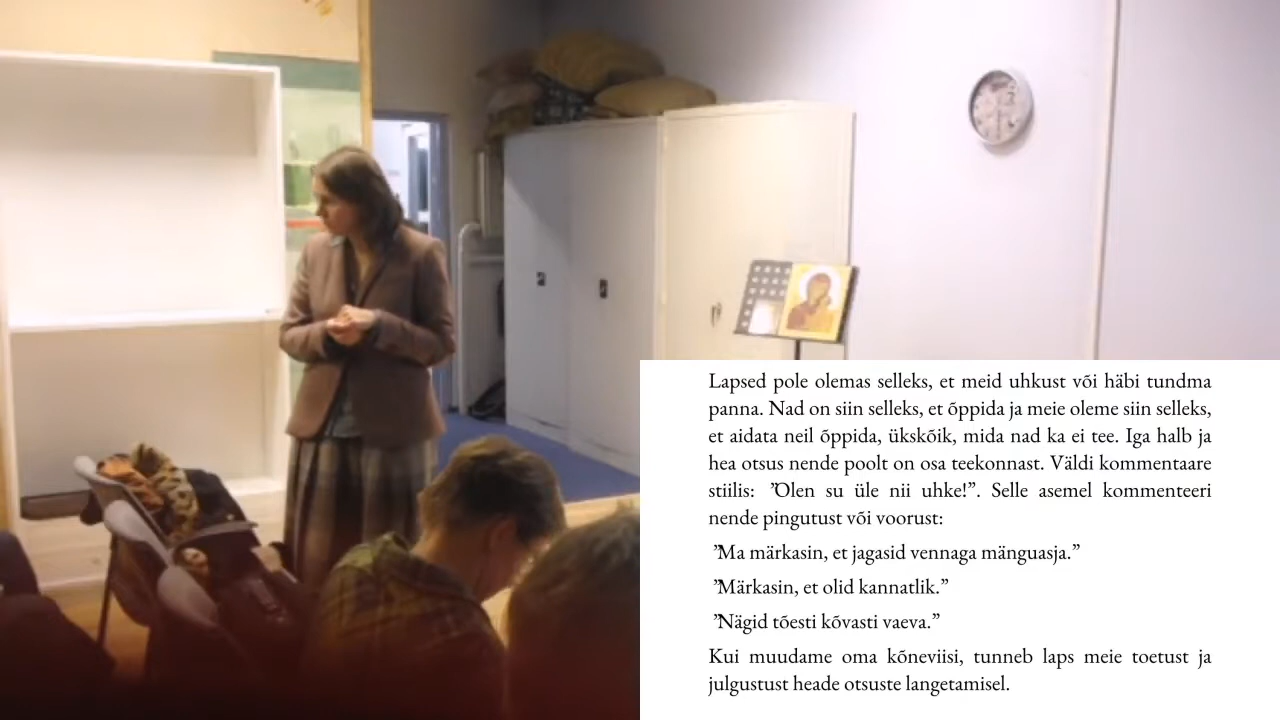 Lapsed pole olemas selleks, et meid uhkust või häbi tundma
panna. Nad on siin selleks, et õppida ja meie oleme siin selleks,
et aidata neil õppida, ükskõik, mida nad ka ei tee. Iga halb ja
hea otsus nende poolt on osa teekonnast. Väldi kommentaare
stiilis: ”Olen su üle nii uhke!”. Selle asemel kommenteeri
nende pingutust või voorust:
”Ma märkasin, et jagasid vennaga mänguasja.”
”Märkasin, et olid kannatlik.”
”Nägid tõesti kõvasti vaeva.”
Kui muudame oma kõneviisi, tunneb laps meie toetust ja
julgustust heade otsuste langetamisel.